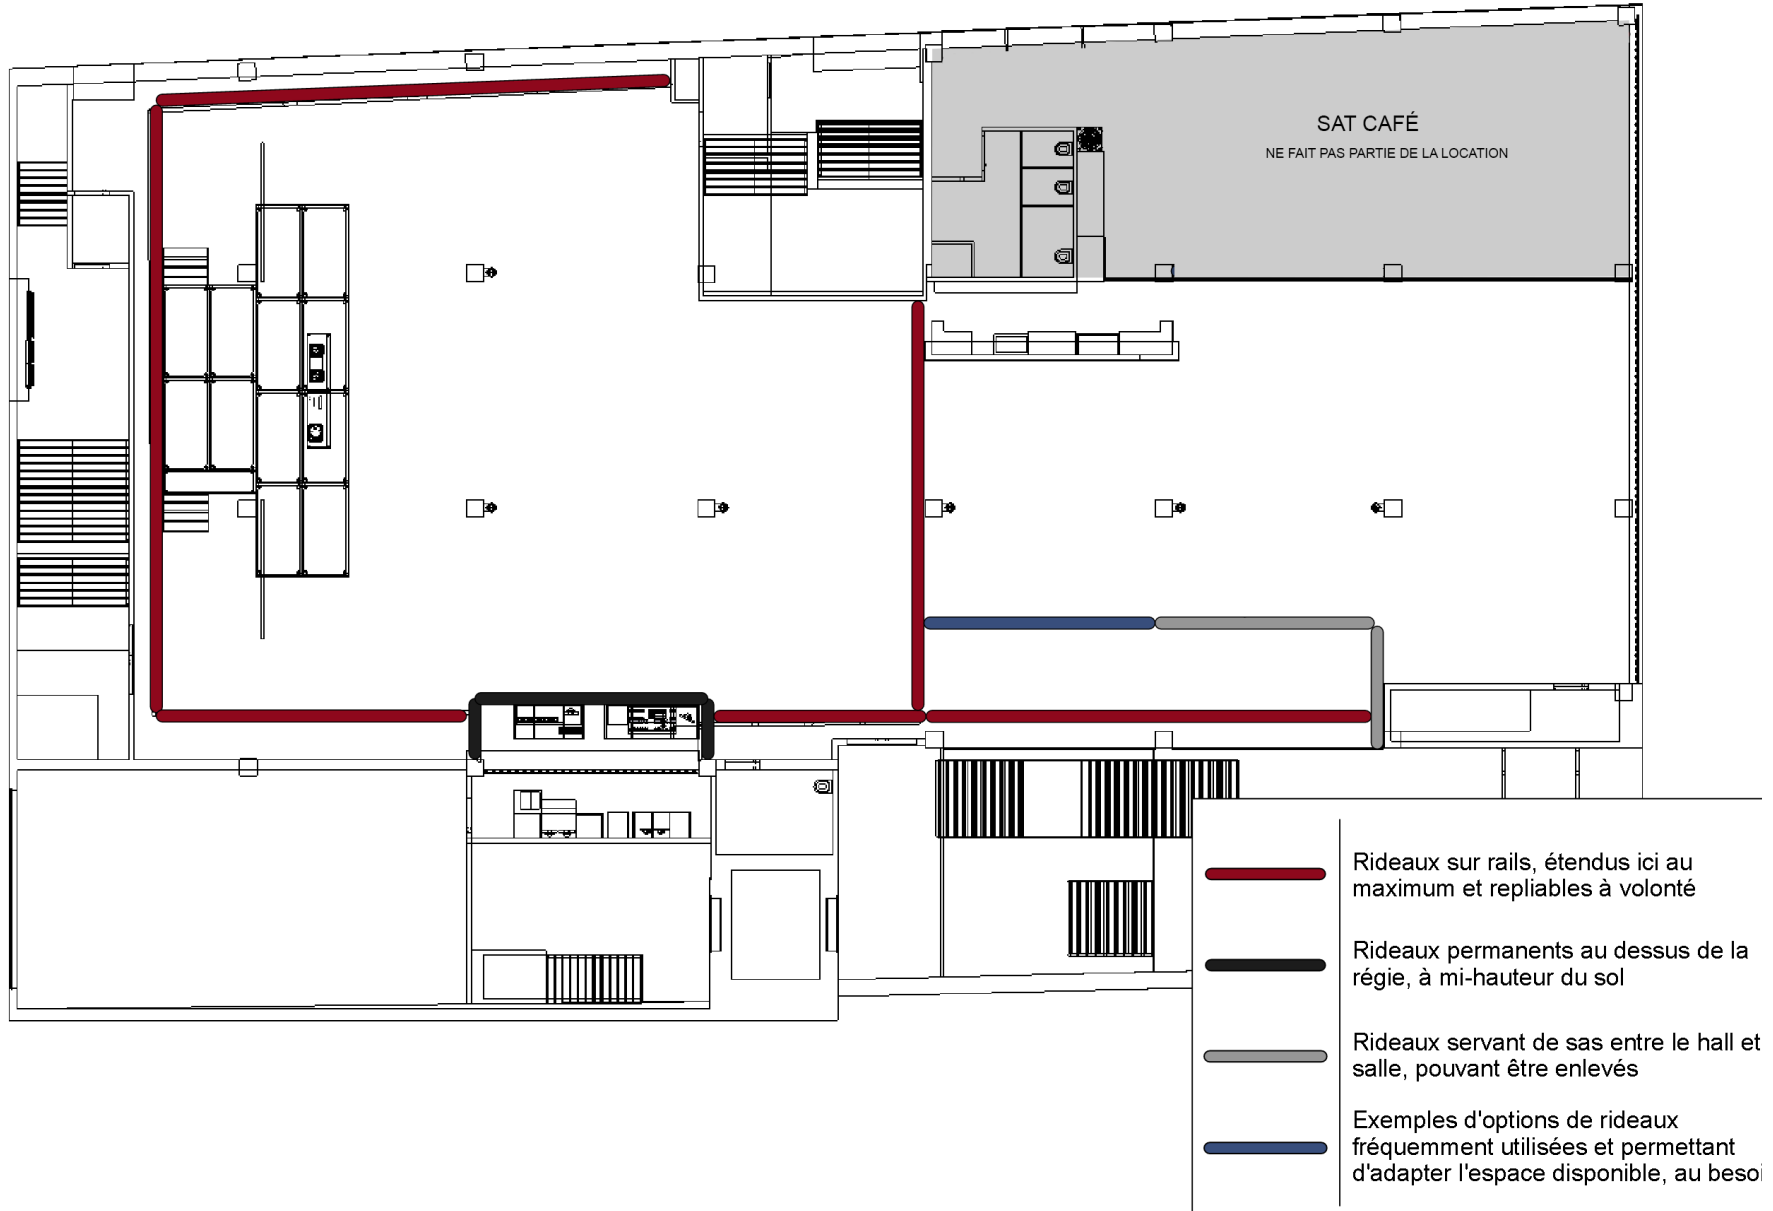 SAT CAFÉ
NE FAIT PAS PARTIE DE LA LOCATION
Rideaux sur rails, étendus ici au
maximum et repliables à volonté
Rideaux permanents au dessus de la
régie, à mi-hauteur du sol
Rideaux servant de sas entre le hall et
salle, pouvant être enlevés
Exemples d'options de rideaux
fréquemment utilisées et permettant
d'adapter l'espace disponible, au besoi